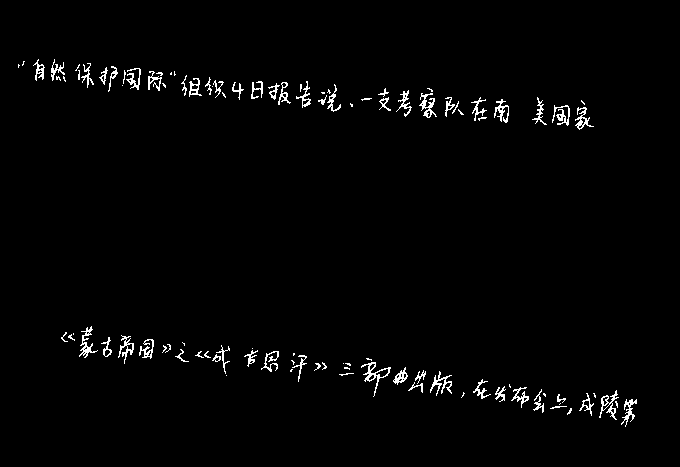 “自然保护国际”组织4日报告说、一支考察队在南美国家
《蒙古帝国》之《成吉思汗》三部曲出版,在发布会上,成陵第